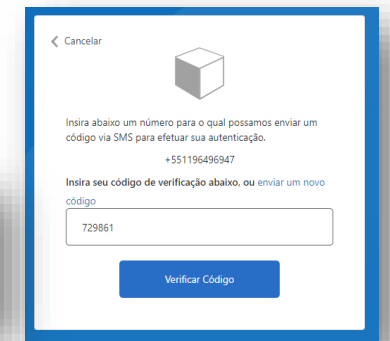 Cancelar
Insira abaixo um número para o qual possamos enviar um
código via SMS para efetuar sua autenticação.
+551196496947
Insira seu código de verificação abaixo, ou enviar um novo
código
729861
Verificar Código